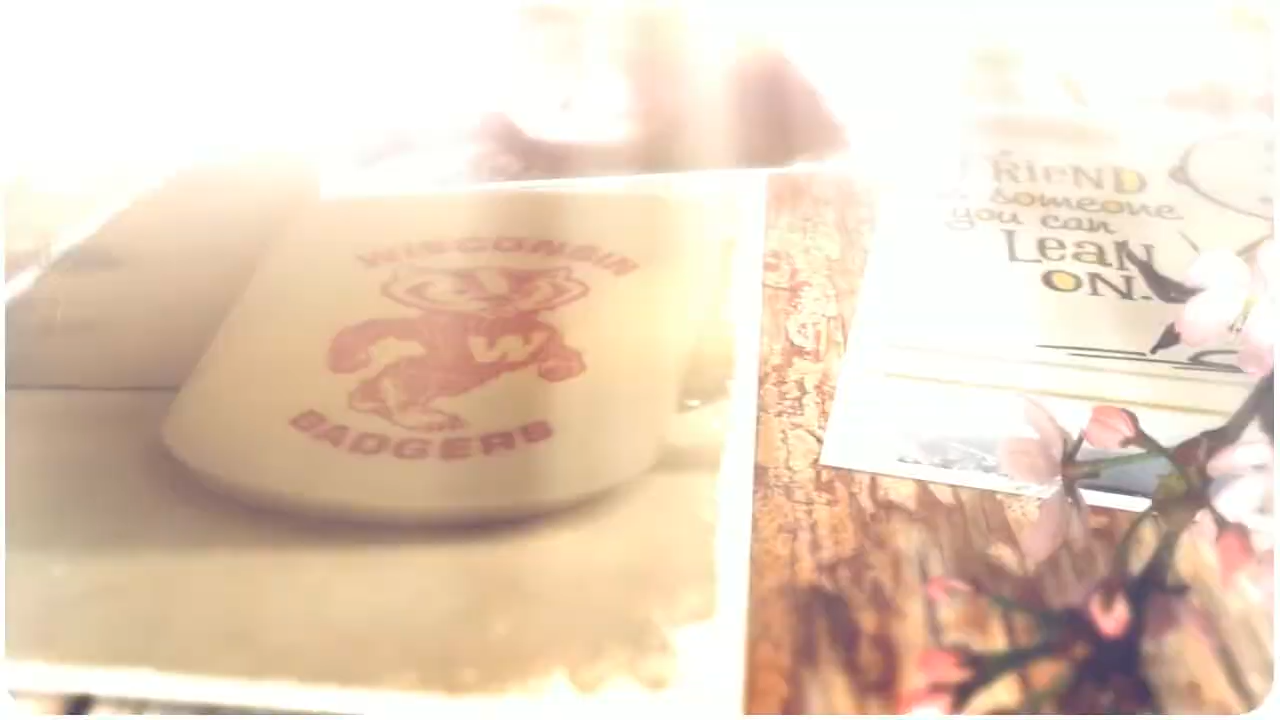 WISCONSIN
W
BADGERS
FRIEND
someone
you can
LEAN
ON.